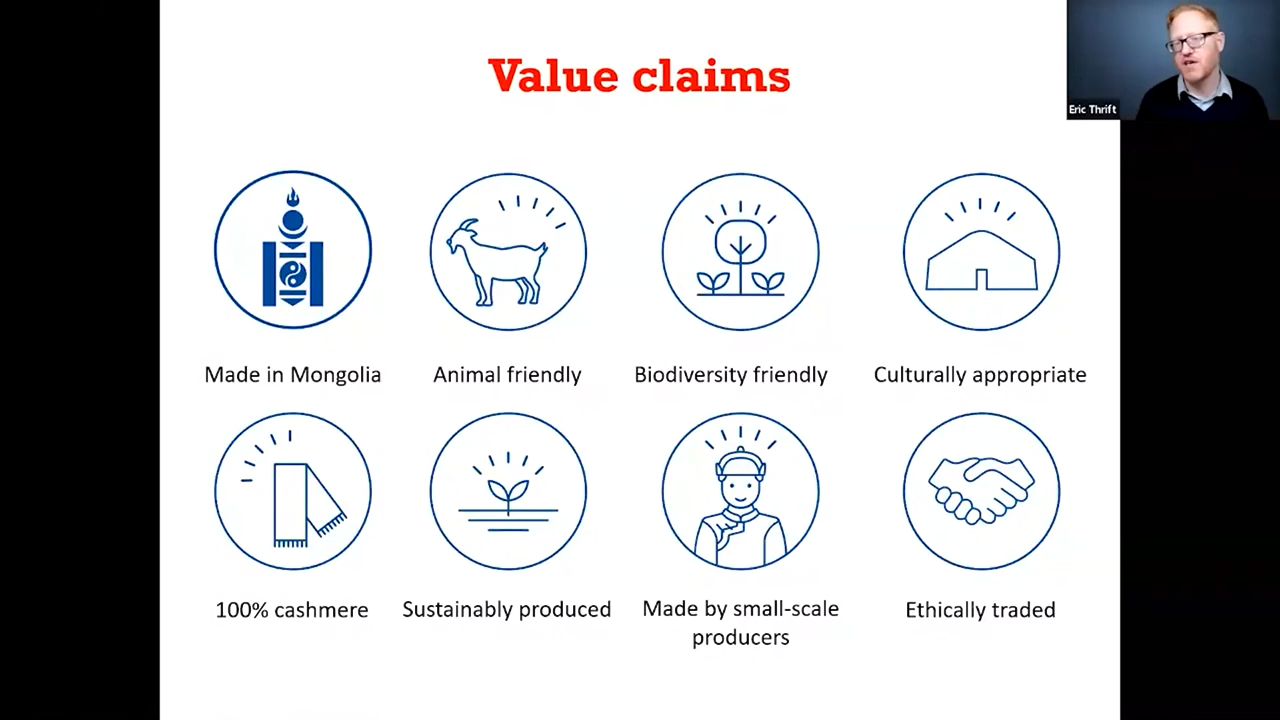 Value claims
Eric Thrift
Made in Mongolia
Animal friendly
Biodiversity friendly
Culturally appropriate
100% cashmere
Sustainably produced
Made by small-scale
producers
Ethically traded